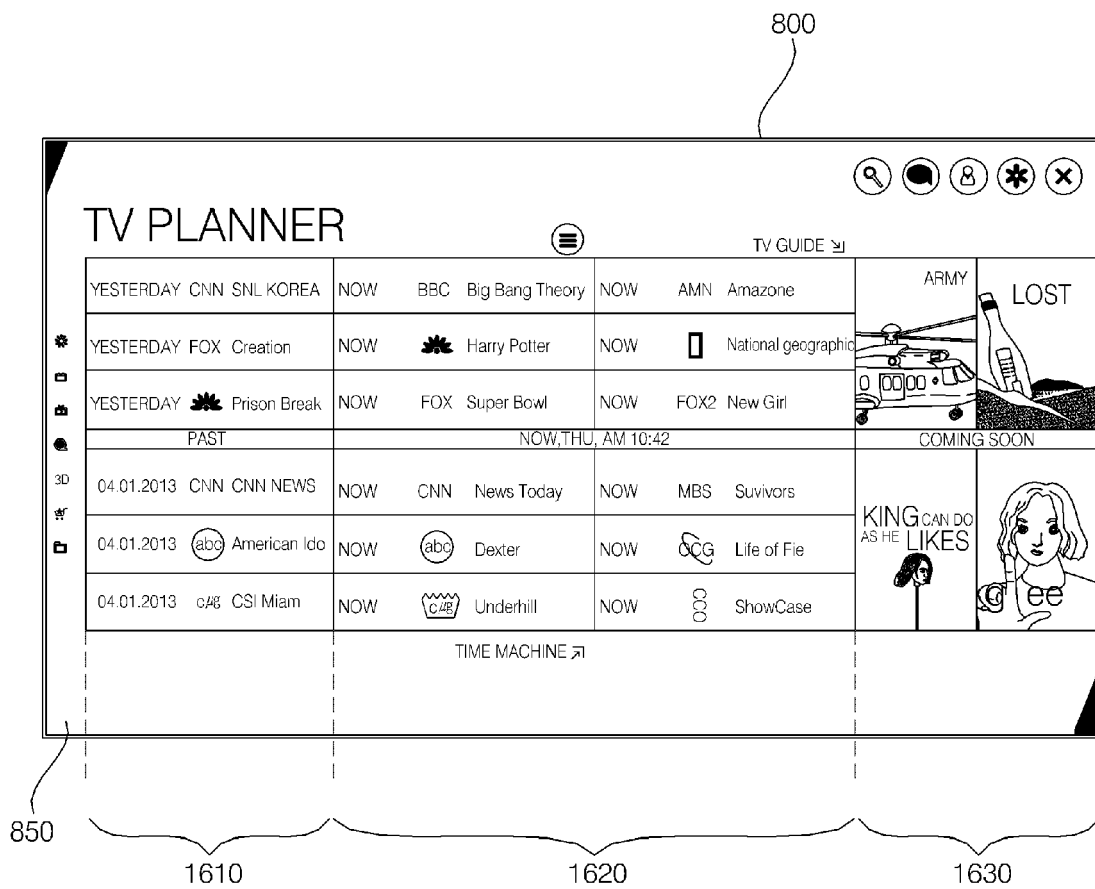 800
TV PLANNER
TV GUIDE
YESTERDAY CNN SNL KOREA NOW BBC Big Bang Theory NOW AMN Amazone
ARMY
LOST
YESTERDAY FOX Creation NOW Harry Potter NOW National geographic
YESTERDAY Prison Break NOW FOX Super Bowl NOW FOX2 New Girl
PAST NOW,THU, AM 10:42 COMING SOON
3D
04.01.2013 CNN CNN NEWS NOW CNN News Today NOW MBS Suvivors
KING CAN DO
AS HE LIKES
04.01.2013 abc American Ido NOW abc Dexter NOW Life of Fie
ee
04.01.2013 CSI Miam NOW Underhill NOW CCO ShowCase
TIME MACHINE
850
1610 1620 1630